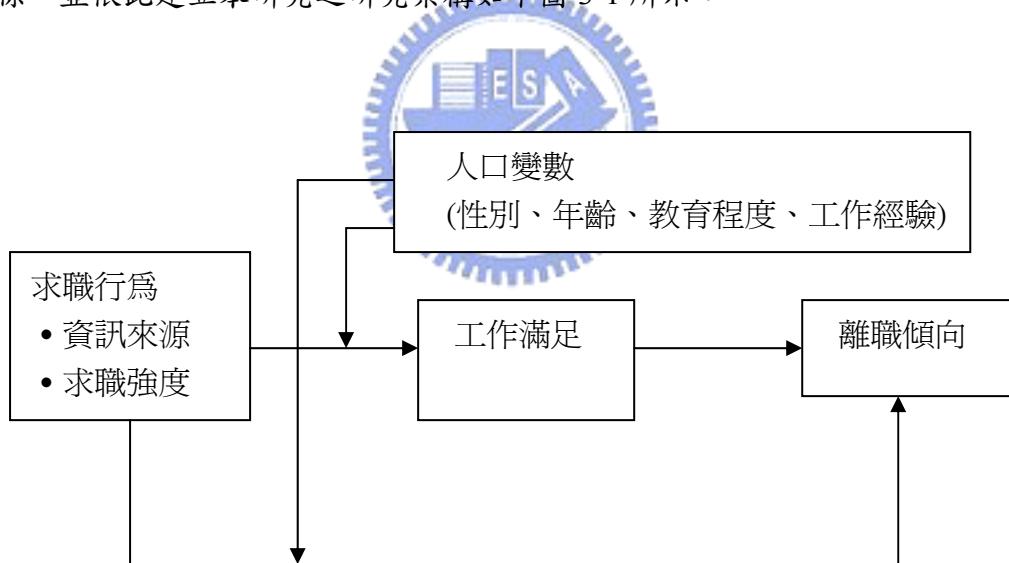 人口變數
(性別、年齡、教育程度、工作經驗)
求職行爲
•資訊來源
•求職強度
工作滿足
離職傾向
ESA